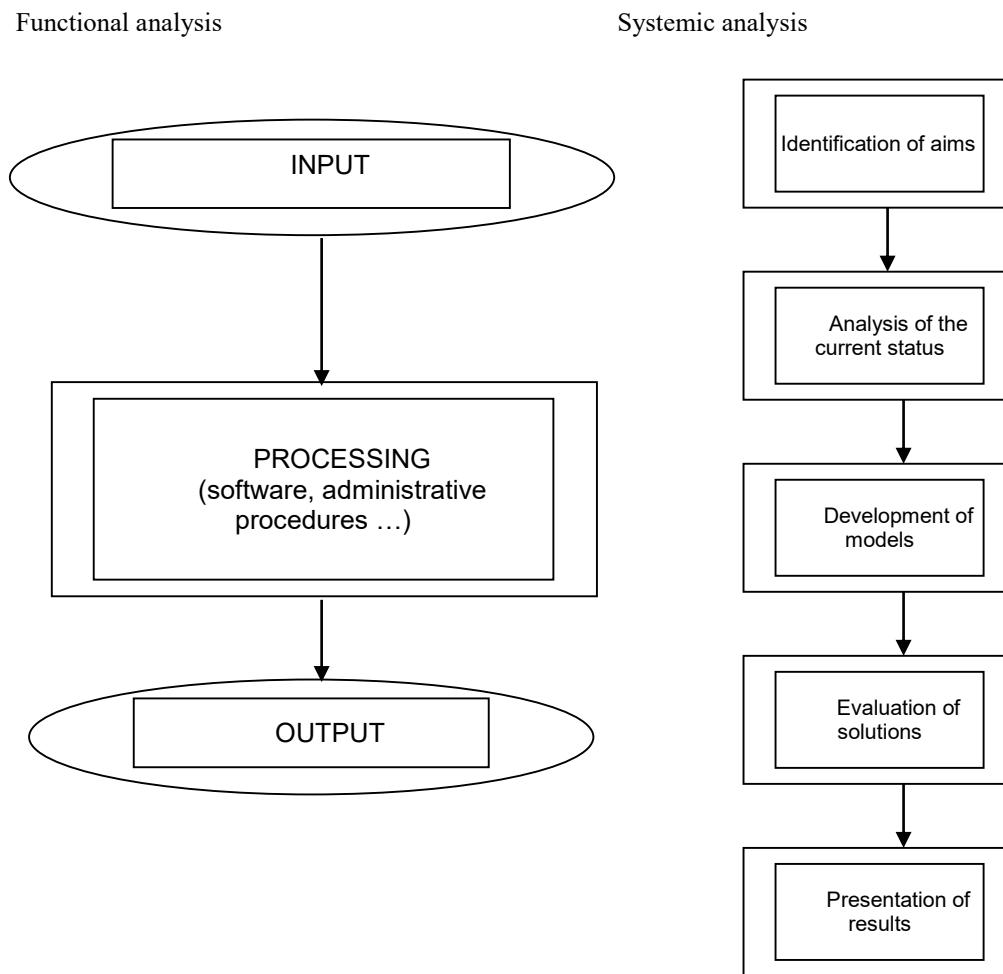 Functional analysis
Systemic analysis
INPUT
PROCESSING
(software, administrative
procedures …)
OUTPUT
Identification of aims
Analysis of the
current status
Development of
models
Evaluation of
solutions
Presentation of
results